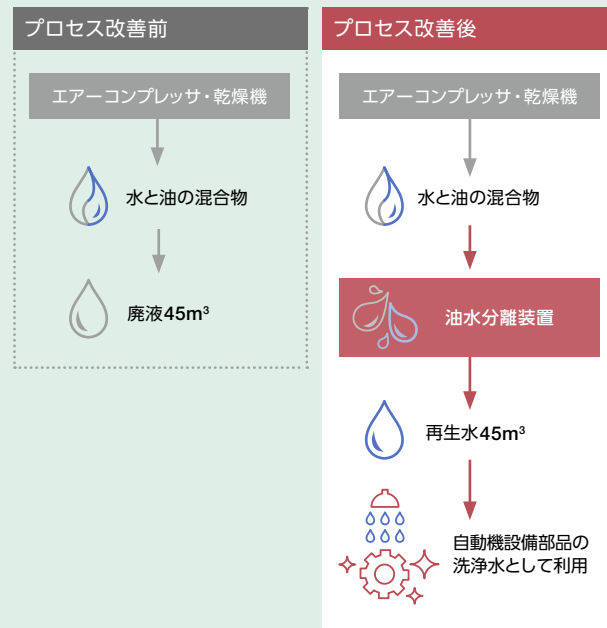 プロセス改善前
エアーコンプレッサ・乾燥機
水と油の混合物
廃液45m³
プロセス改善後
エアーコンプレッサ・乾燥機
水と油の混合物
油水分離装置
再生水45m³
自動機設備部品の
洗浄水として利用